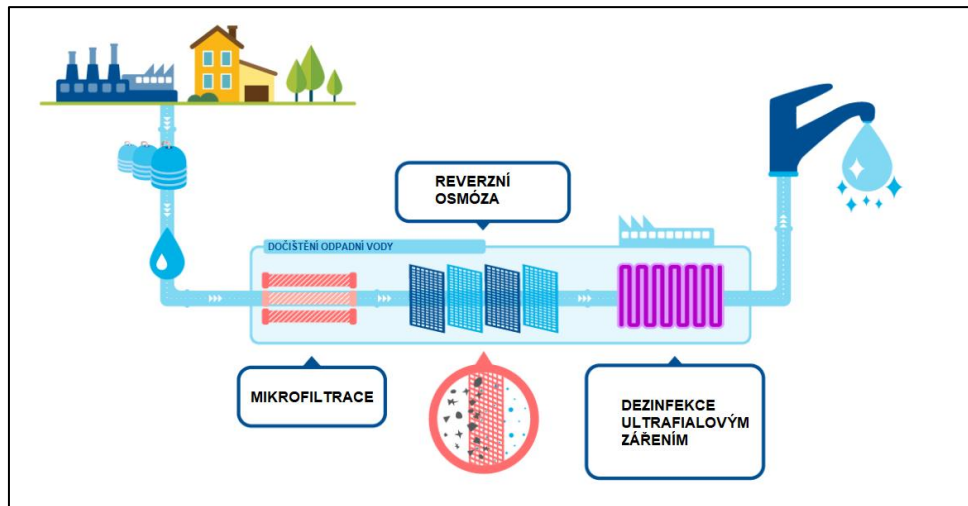 REVERZNÍ
OSMÓZA
DOČIŠTĚNÍ ODPADNÍ VODY
MIKROFILTRACE
DEZINFEKCE
ULTRAFIALOVÝM
ZÁŘENÍM